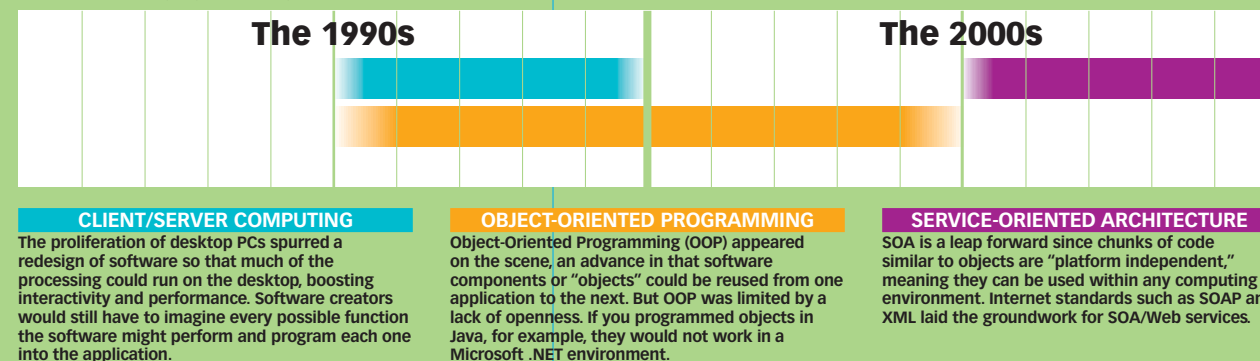 The 1990s
The 2000s
CLIENT/SERVER COMPUTING
The proliferation of desktop PCs spurred a
redesign of software so that much of the
processing could run on the desktop, boosting
interactivity and performance. Software creators
would still have to imagine every possible function
the software might perform and program each one
into the application.
OBJECT-ORIENTED PROGRAMMING
Object-Oriented Programming (OOP) appeared
on the scene, an advance in that software
components or “objects” could be reused from one
application to the next. But OOP was limited by a
lack of openness. If you programmed objects in
Java, for example, they would not work in a
Microsoft .NET environment.
SERVICE-ORIENTED ARCHITECTURE
SOA is a leap forward since chunks of code
similar to objects are “platform independent,”
meaning they can be used within any computing
environment. Internet standards such as SOAP
XML laid the groundwork for SOA/Web services.